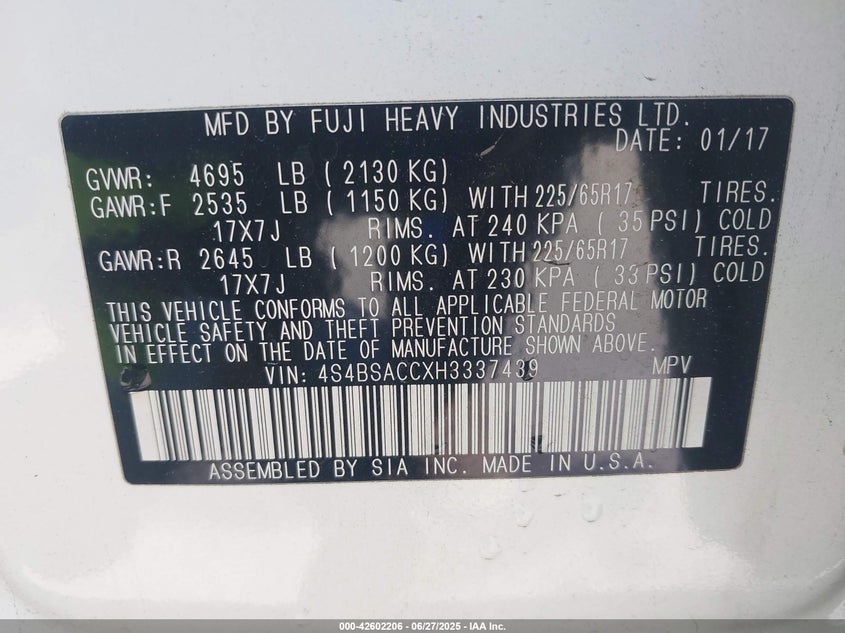 MFD BY FUJI HEAVY INDUSTRIES LTD.
DATE: 01/17
GVWR: 4695 LB ( 2130 KG)
GAWR:F 2535 LB ( 1150 KG) WITH 225/65R17 TIRES.
17X7J RIMS. AT 240 KPA ( 35 PSI) COLD
GAWR:R 2645 LB ( 1200 KG) WITH 225/65R17 TIRES.
17X7J RIMS. AT 230 KPA ( 33 PSI) COLD
THIS VEHICLE CONFORMS TO ALL APPLICABLE FEDERAL MOTOR
VEHICLE SAFETY AND THEFT PREVENTION STANDARDS
IN EFFECT ON THE DATE OF MANUFACTURE SHOWN ABOVE.
VIN: 4S4BSACCXH3337439 MPV
ASSEMBLED BY SIA INC. MADE IN U.S.A.
000-42602206 - 06/27/2025 - IAA Inc.